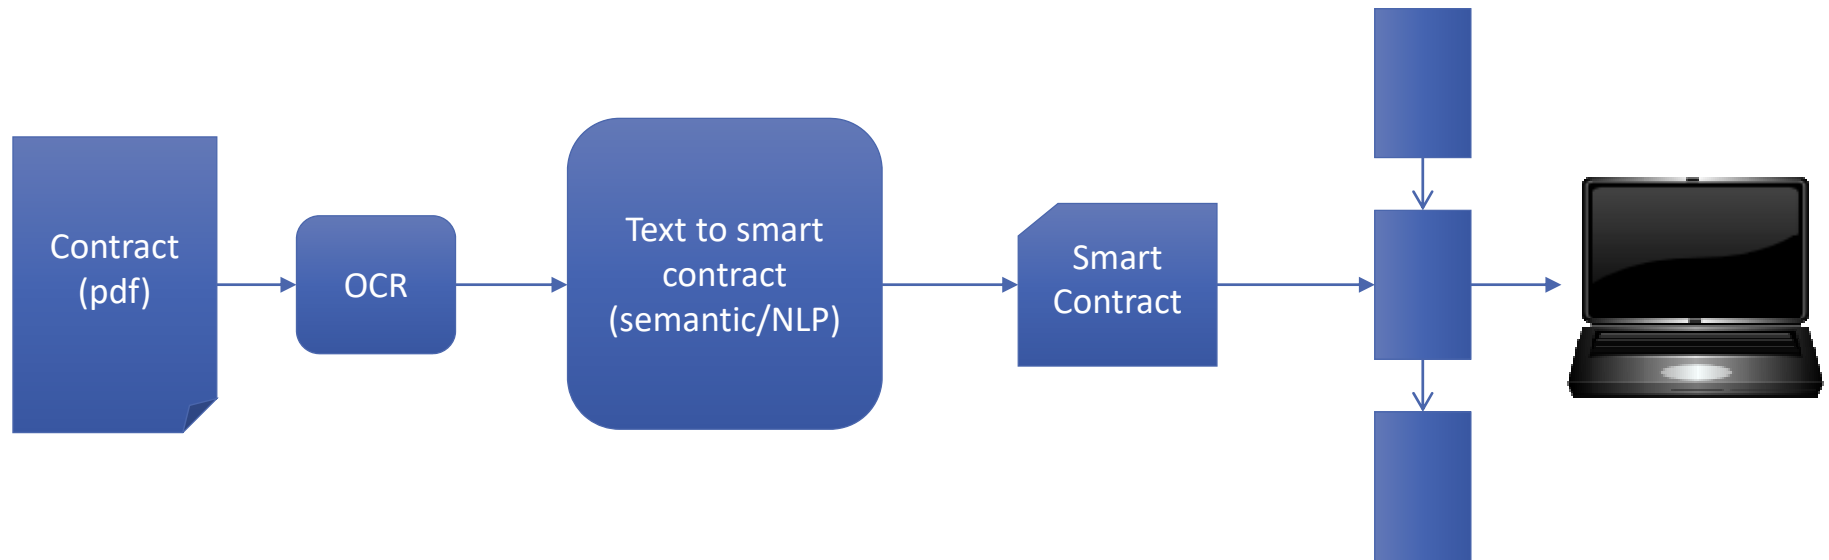 Contract
(pdf)
OCR
Text to smart
contract
(semantic/NLP)
Smart
Contract